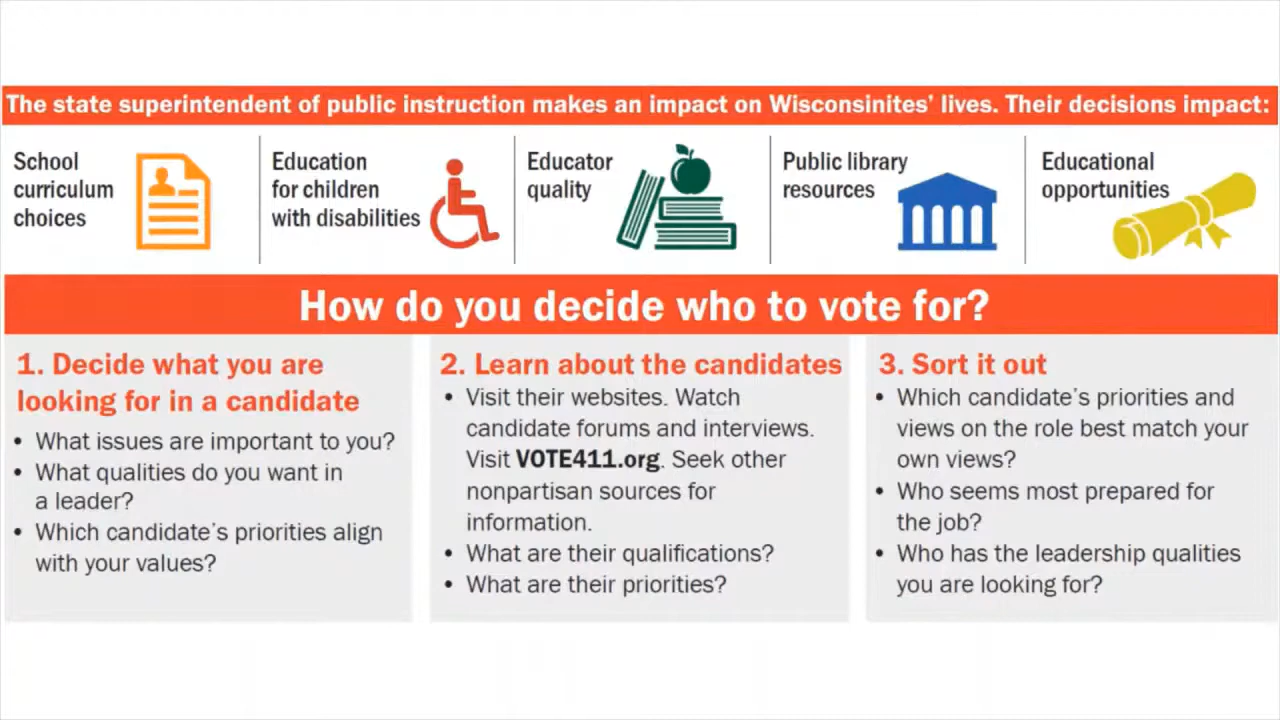 The state superintendent of public instruction makes an impact on Wisconsinites' lives. Their decisions impact:
School
curriculum
choices
Education
for children
with disabilities
Educator
quality
Public library
resources
Educational
opportunities
How do you decide who to vote for?
1. Decide what you are
looking for in a candidate
• What issues are important to you?
• What qualities do you want in
a leader?
• Which candidate's priorities align
with your values?
2. Learn about the candidates
• Visit their websites. Watch
candidate forums and interviews.
Visit VOTE411.org. Seek other
nonpartisan sources for
information.
• What are their qualifications?
• What are their priorities?
3. Sort it out
• Which candidate's priorities and
views on the role best match your
own views?
• Who seems most prepared for
the job?
• Who has the leadership qualities
you are looking for?